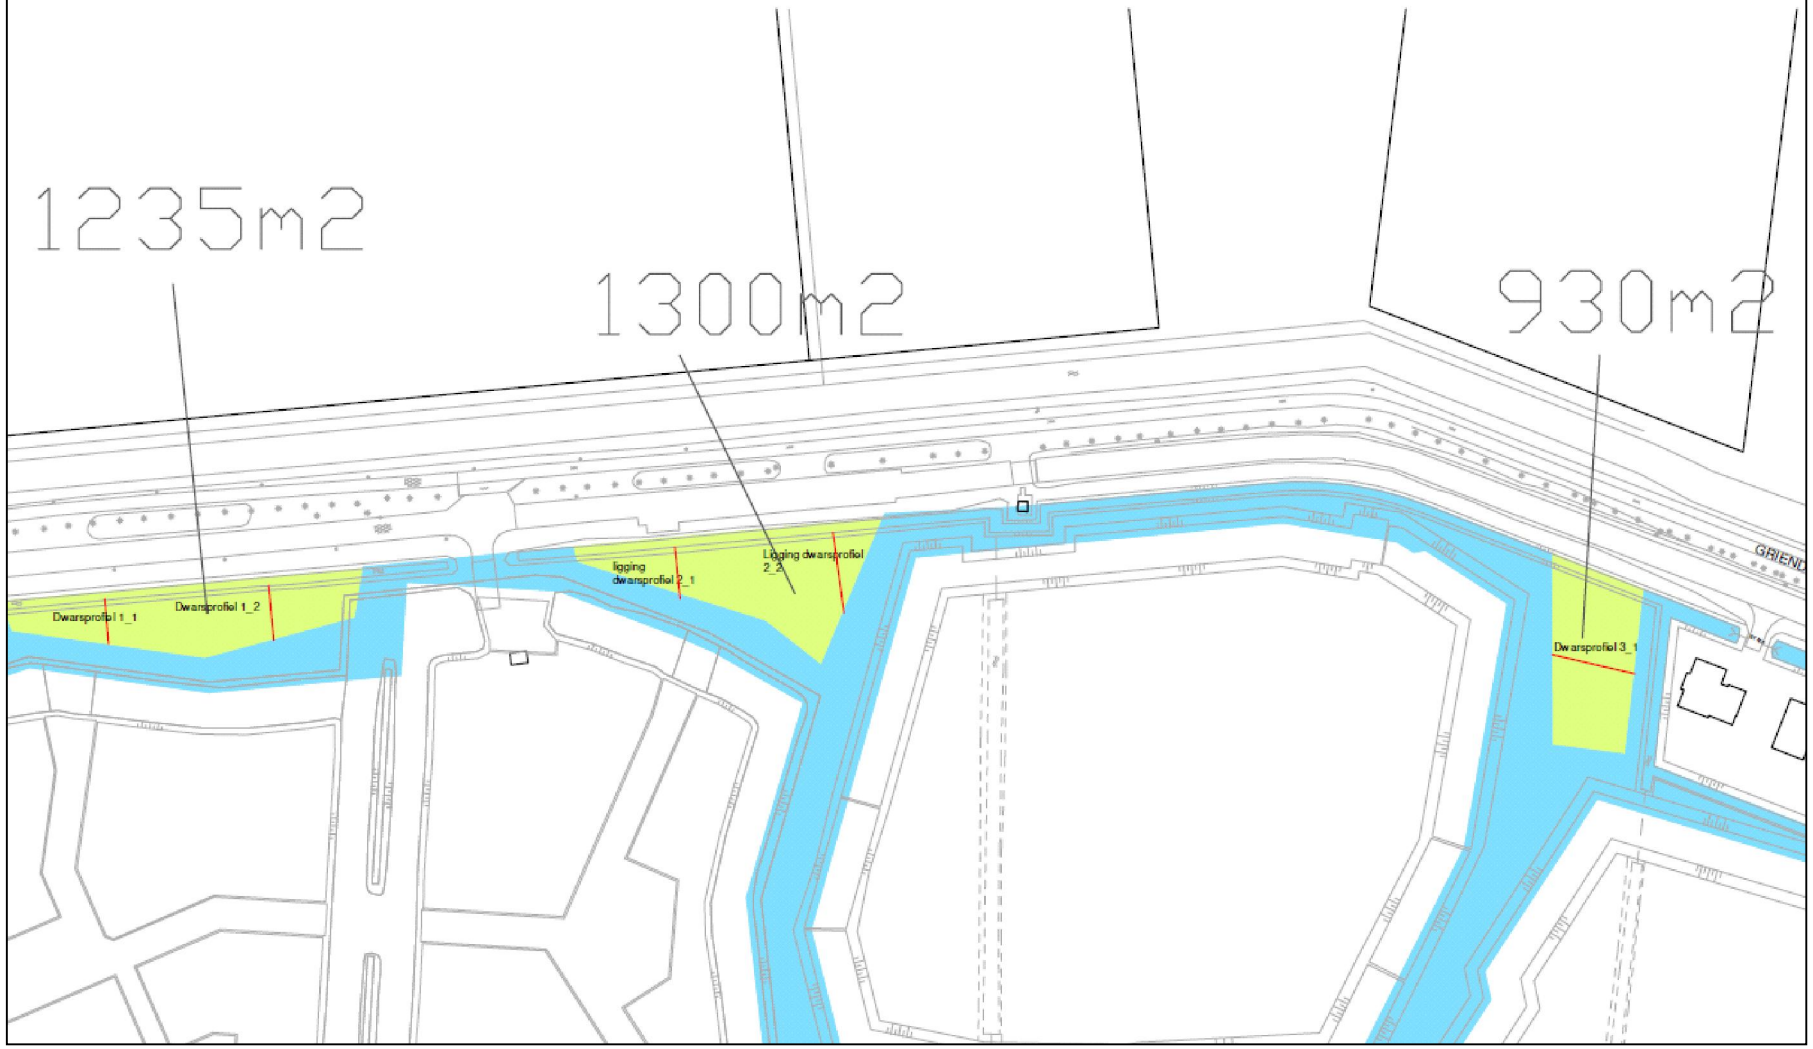 1235m2
1300m2
930m2
Dwarsprofiel 1_1
Dwarsprofiel 1_2
ligging
dwarsprofiel 2_1
Ligging dwarsprofiel
2_2
GRIEND
Dwarsprofiel 3_1